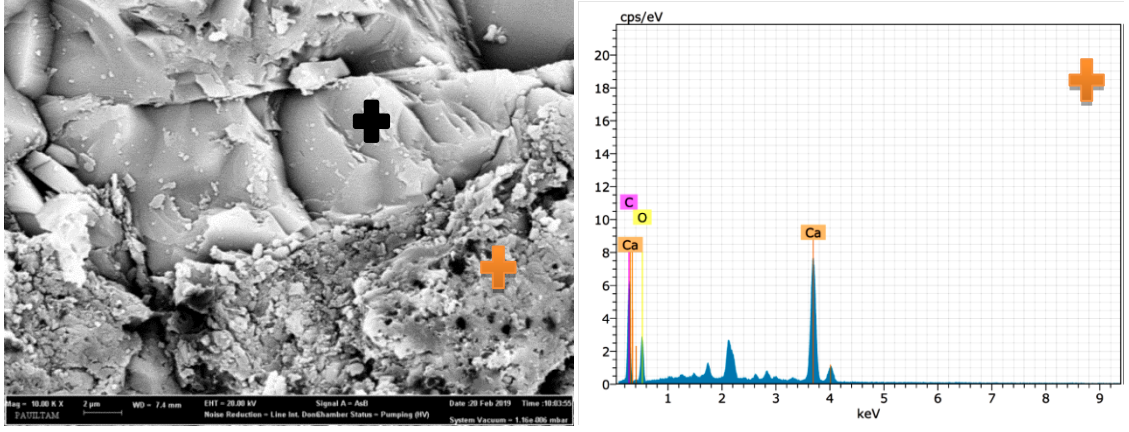 Mag = 10.00 K X
2 µm
WD = 7.4 mm
EHT = 20.00 kV
Signal A = AsB
Date :20 Feb 2019
Time :10:03:55
PAUILTAM
Noise Reduction = Line Int. Done
Chamber Status = Pumping (HV)
System Vacuum = 1.16e-006 mbar
cps/eV
20
18
16
14
12
10
8
6
4
2
0
C
O
Ca
Ca
1 2 3 4 5 6 7 8 9
keV